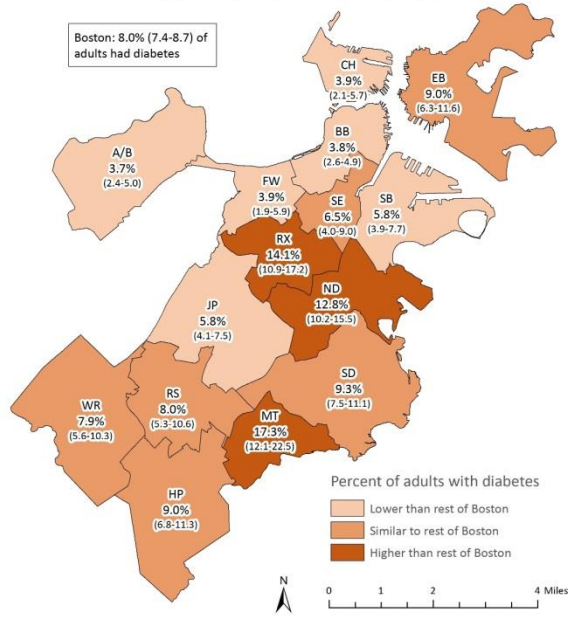 Boston: 8.0% (7.4-8.7) of
adults had diabetes
CH
3.9%
(2.1-5.7)
EB
9.0%
(6.3-11.6)
A/B
3.7%
(2.4-5.0)
BB
3.8%
(2.6-4.9)
FW
3.9%
(1.9-5.9)
SE
6.5%
(4.0-9.0)
SB
5.8%
(3.9-7.7)
RX
14.1%
(10.9-17.2)
ND
12.8%
(10.2-15.5)
JP
5.8%
(4.1-7.5)
SD
9.3%
(7.5-11.1)
WR
7.9%
(5.6-10.3)
RS
8.0%
(5.3-10.6)
MT
17.3%
(12.1-22.5)
HP
9.0%
(6.8-11.3)
Percent of adults with diabetes
Lower than rest of Boston
Similar to rest of Boston
Higher than rest of Boston
N
0 1 2 4 Miles